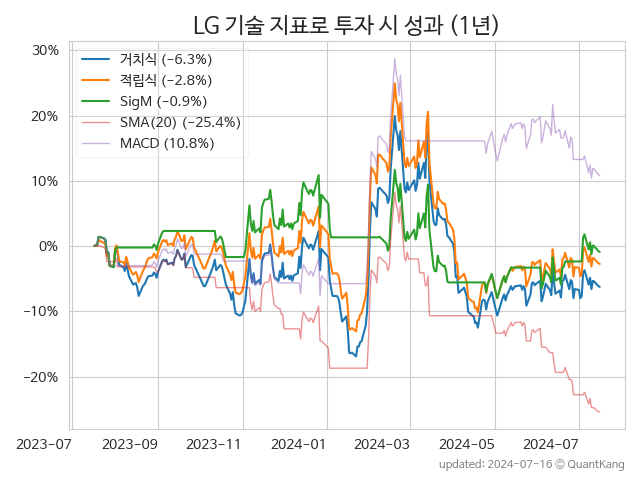 LG 기술 지표로 투자 시 성과 (1년)
30%
20%
10%
0%
−10%
−20%
거치식 (−6.3%)
적립식 (−2.8%)
SigM (−0.9%)
SMA(20) (−25.4%)
MACD (10.8%)
2023-07 2023-09 2023-11 2024-01 2024-03 2024-05 2024-07
updated: 2024-07-16 © QuantKang